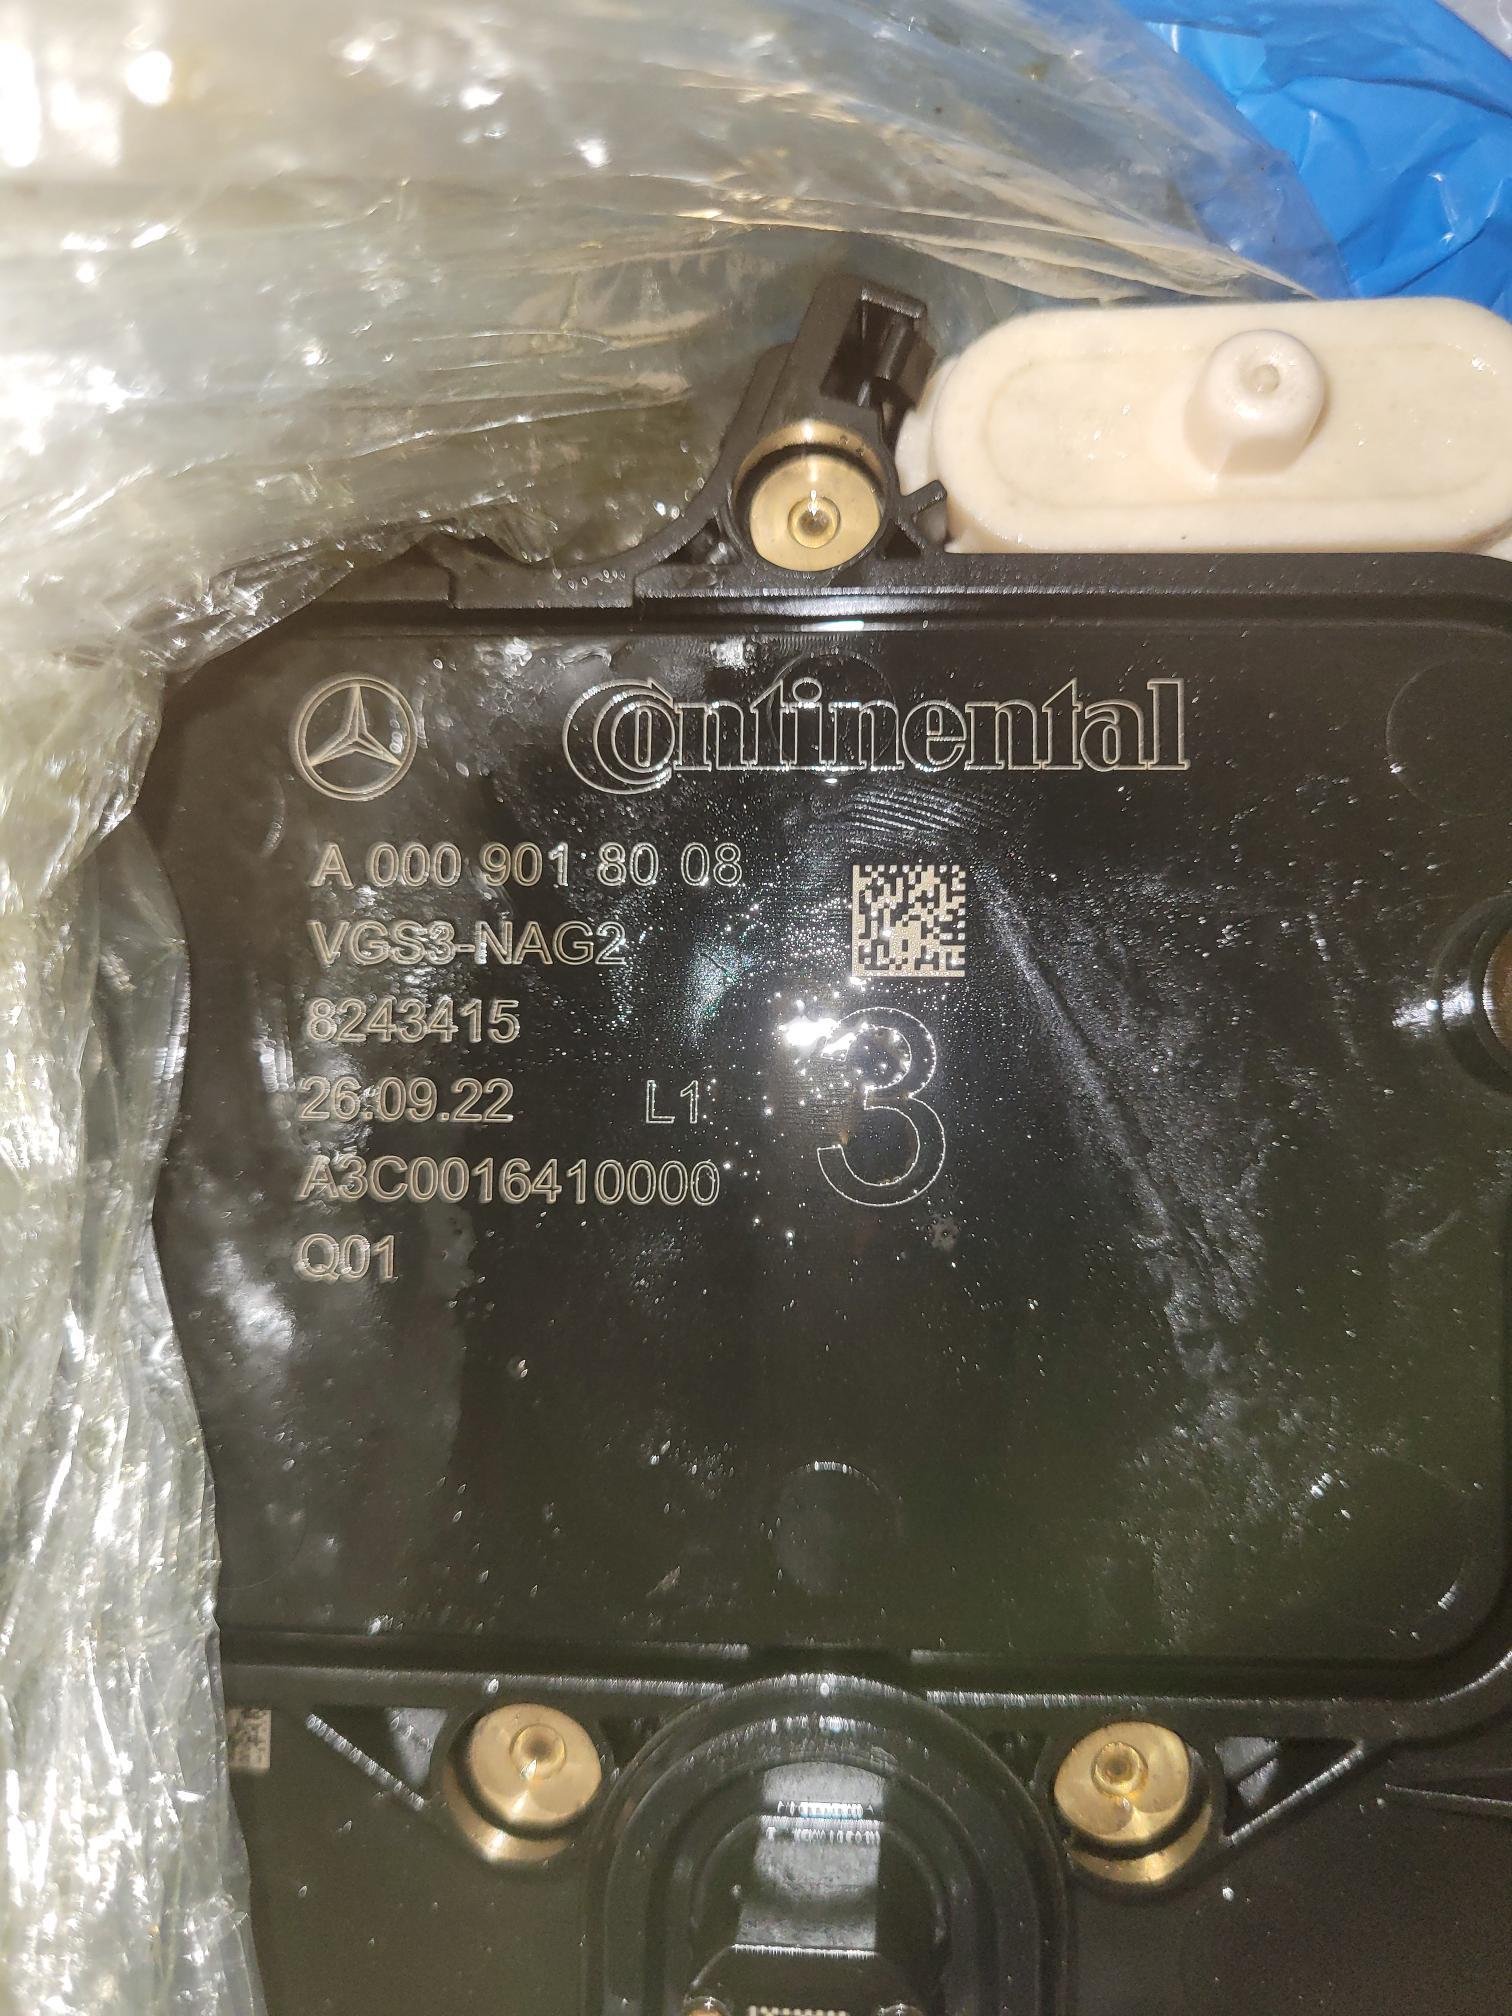 Continental
A 000 901 80 08
VGS3-NAG2
8243415
3
26.09.22 L1
A3C0016410000
Q01